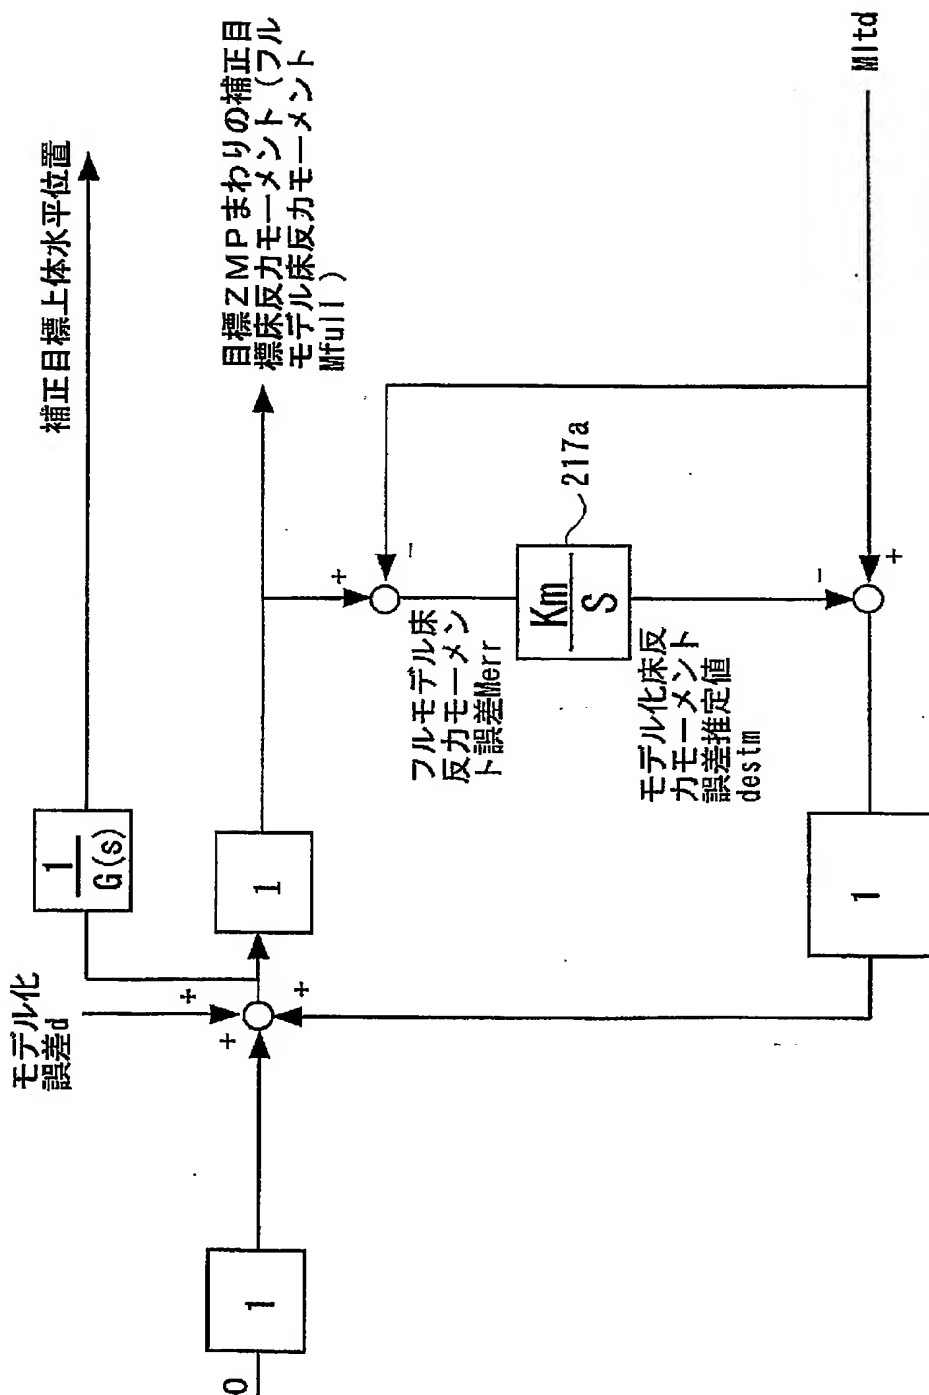 補正目標上体水平位置
目標ZMPまわりの補正目
標床反力モーメント（フル
モデル床反力モーメント
Mfull）
Mltd
1
G(s)
モデル化
誤差d
+
+
+
1
+
-
フルモデル床
反力モーメン
ト誤差Merr
Km
S
217a
モデル化床反
力モーメント
誤差推定値
destm
-
+
1
1
0